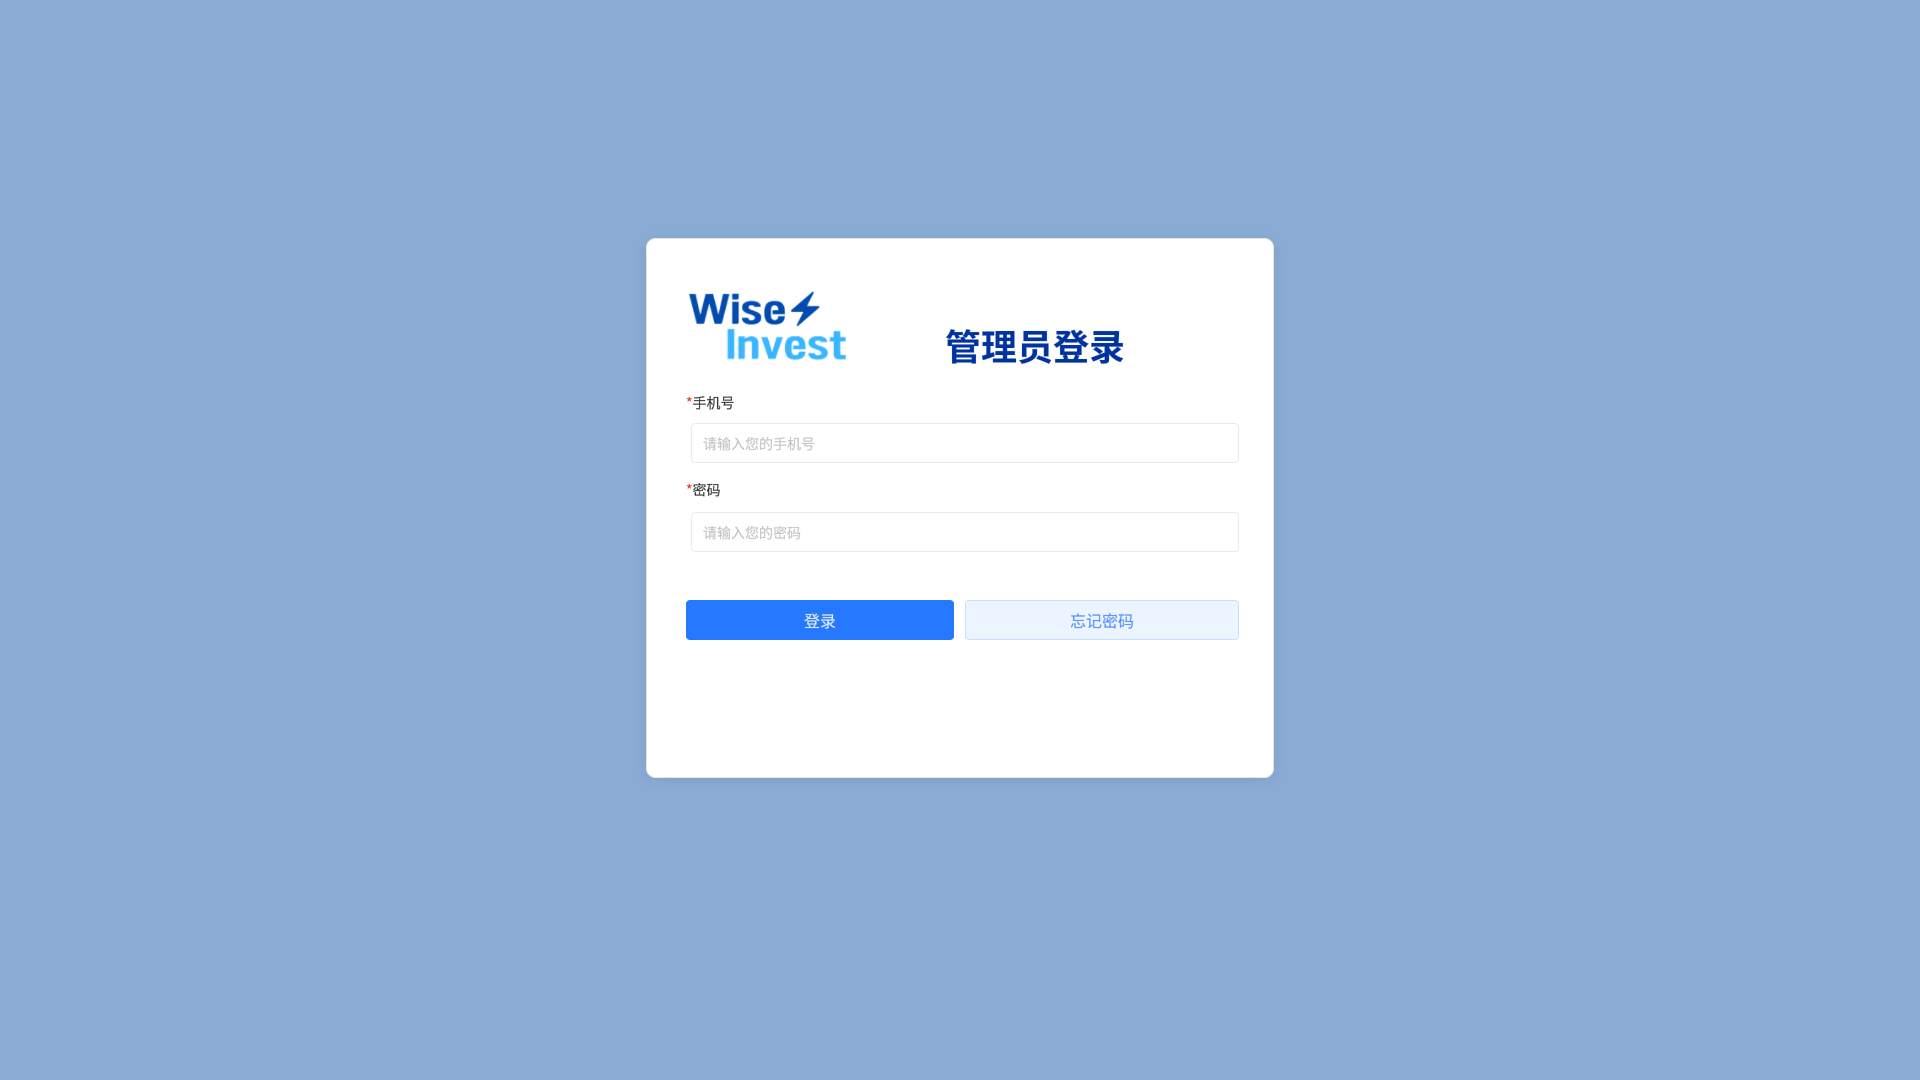 Wise
Invest
管理员登录
*手机号
请输入您的手机号
*密码
请输入您的密码
登录
忘记密码